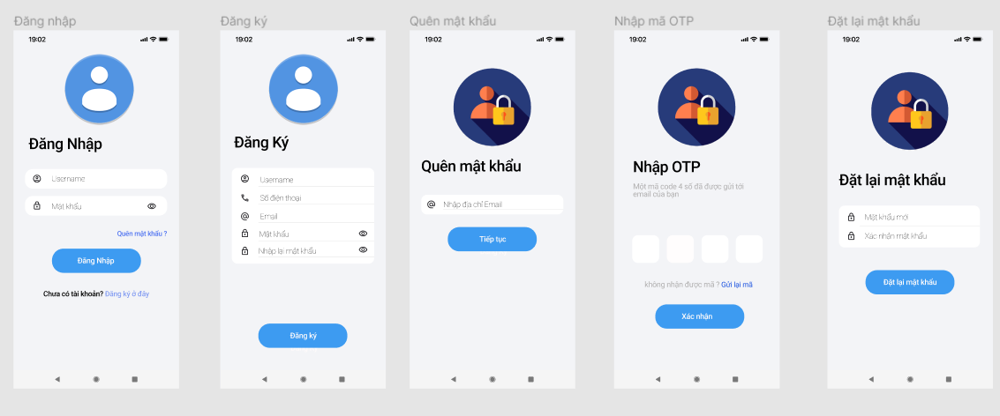 Đăng nhập
19:02
Đăng Nhập
Username
Mật khẩu
Quên mật khẩu ?
Đăng Nhập
Chưa có tài khoản? Đăng ký ở đây
Đăng ký
19:02
Đăng Ký
Username
Số điện thoại
Email
Mật khẩu
Nhập lại mật khẩu
Đăng ký
Quên mật khẩu
19:02
Quên mật khẩu
Nhập địa chỉ Email
Tiếp tục
Nhập mã OTP
19:02
Nhập OTP
Một mã code 4 số đã được gửi tới
email của bạn
không nhận được mã ? Gửi lại mã
Xác nhận
Đặt lại mật khẩu
19:02
Đặt lại mật khẩu
Mật khẩu mới
Xác nhận mật khẩu
Đặt lại mật khẩu